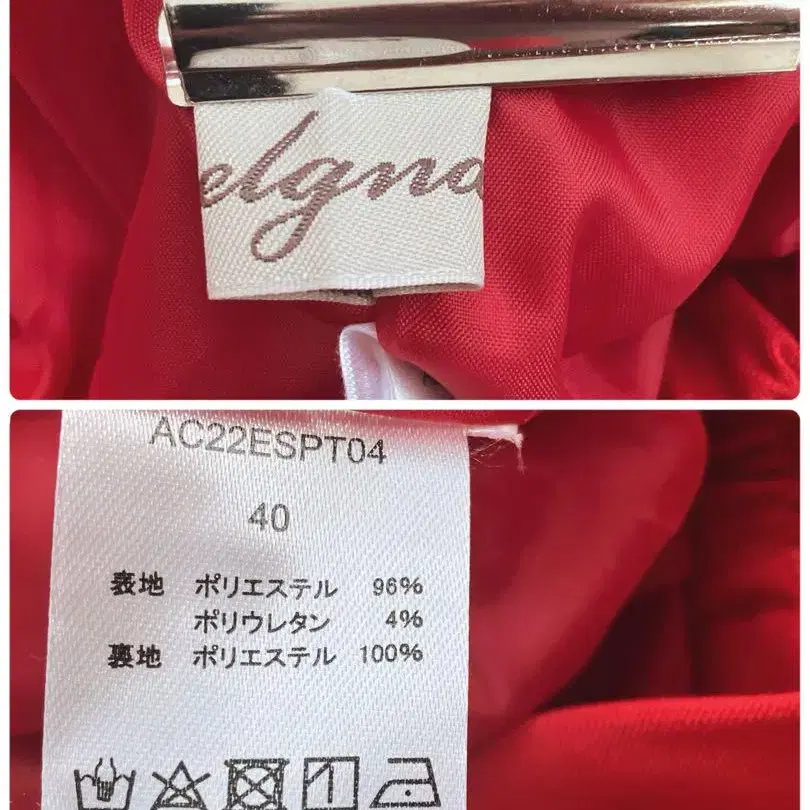 elgna
AC22ESPT04
40
表地 ポリエステル 96%
ポリウレタン 4%
裏地 ポリエステル 100%